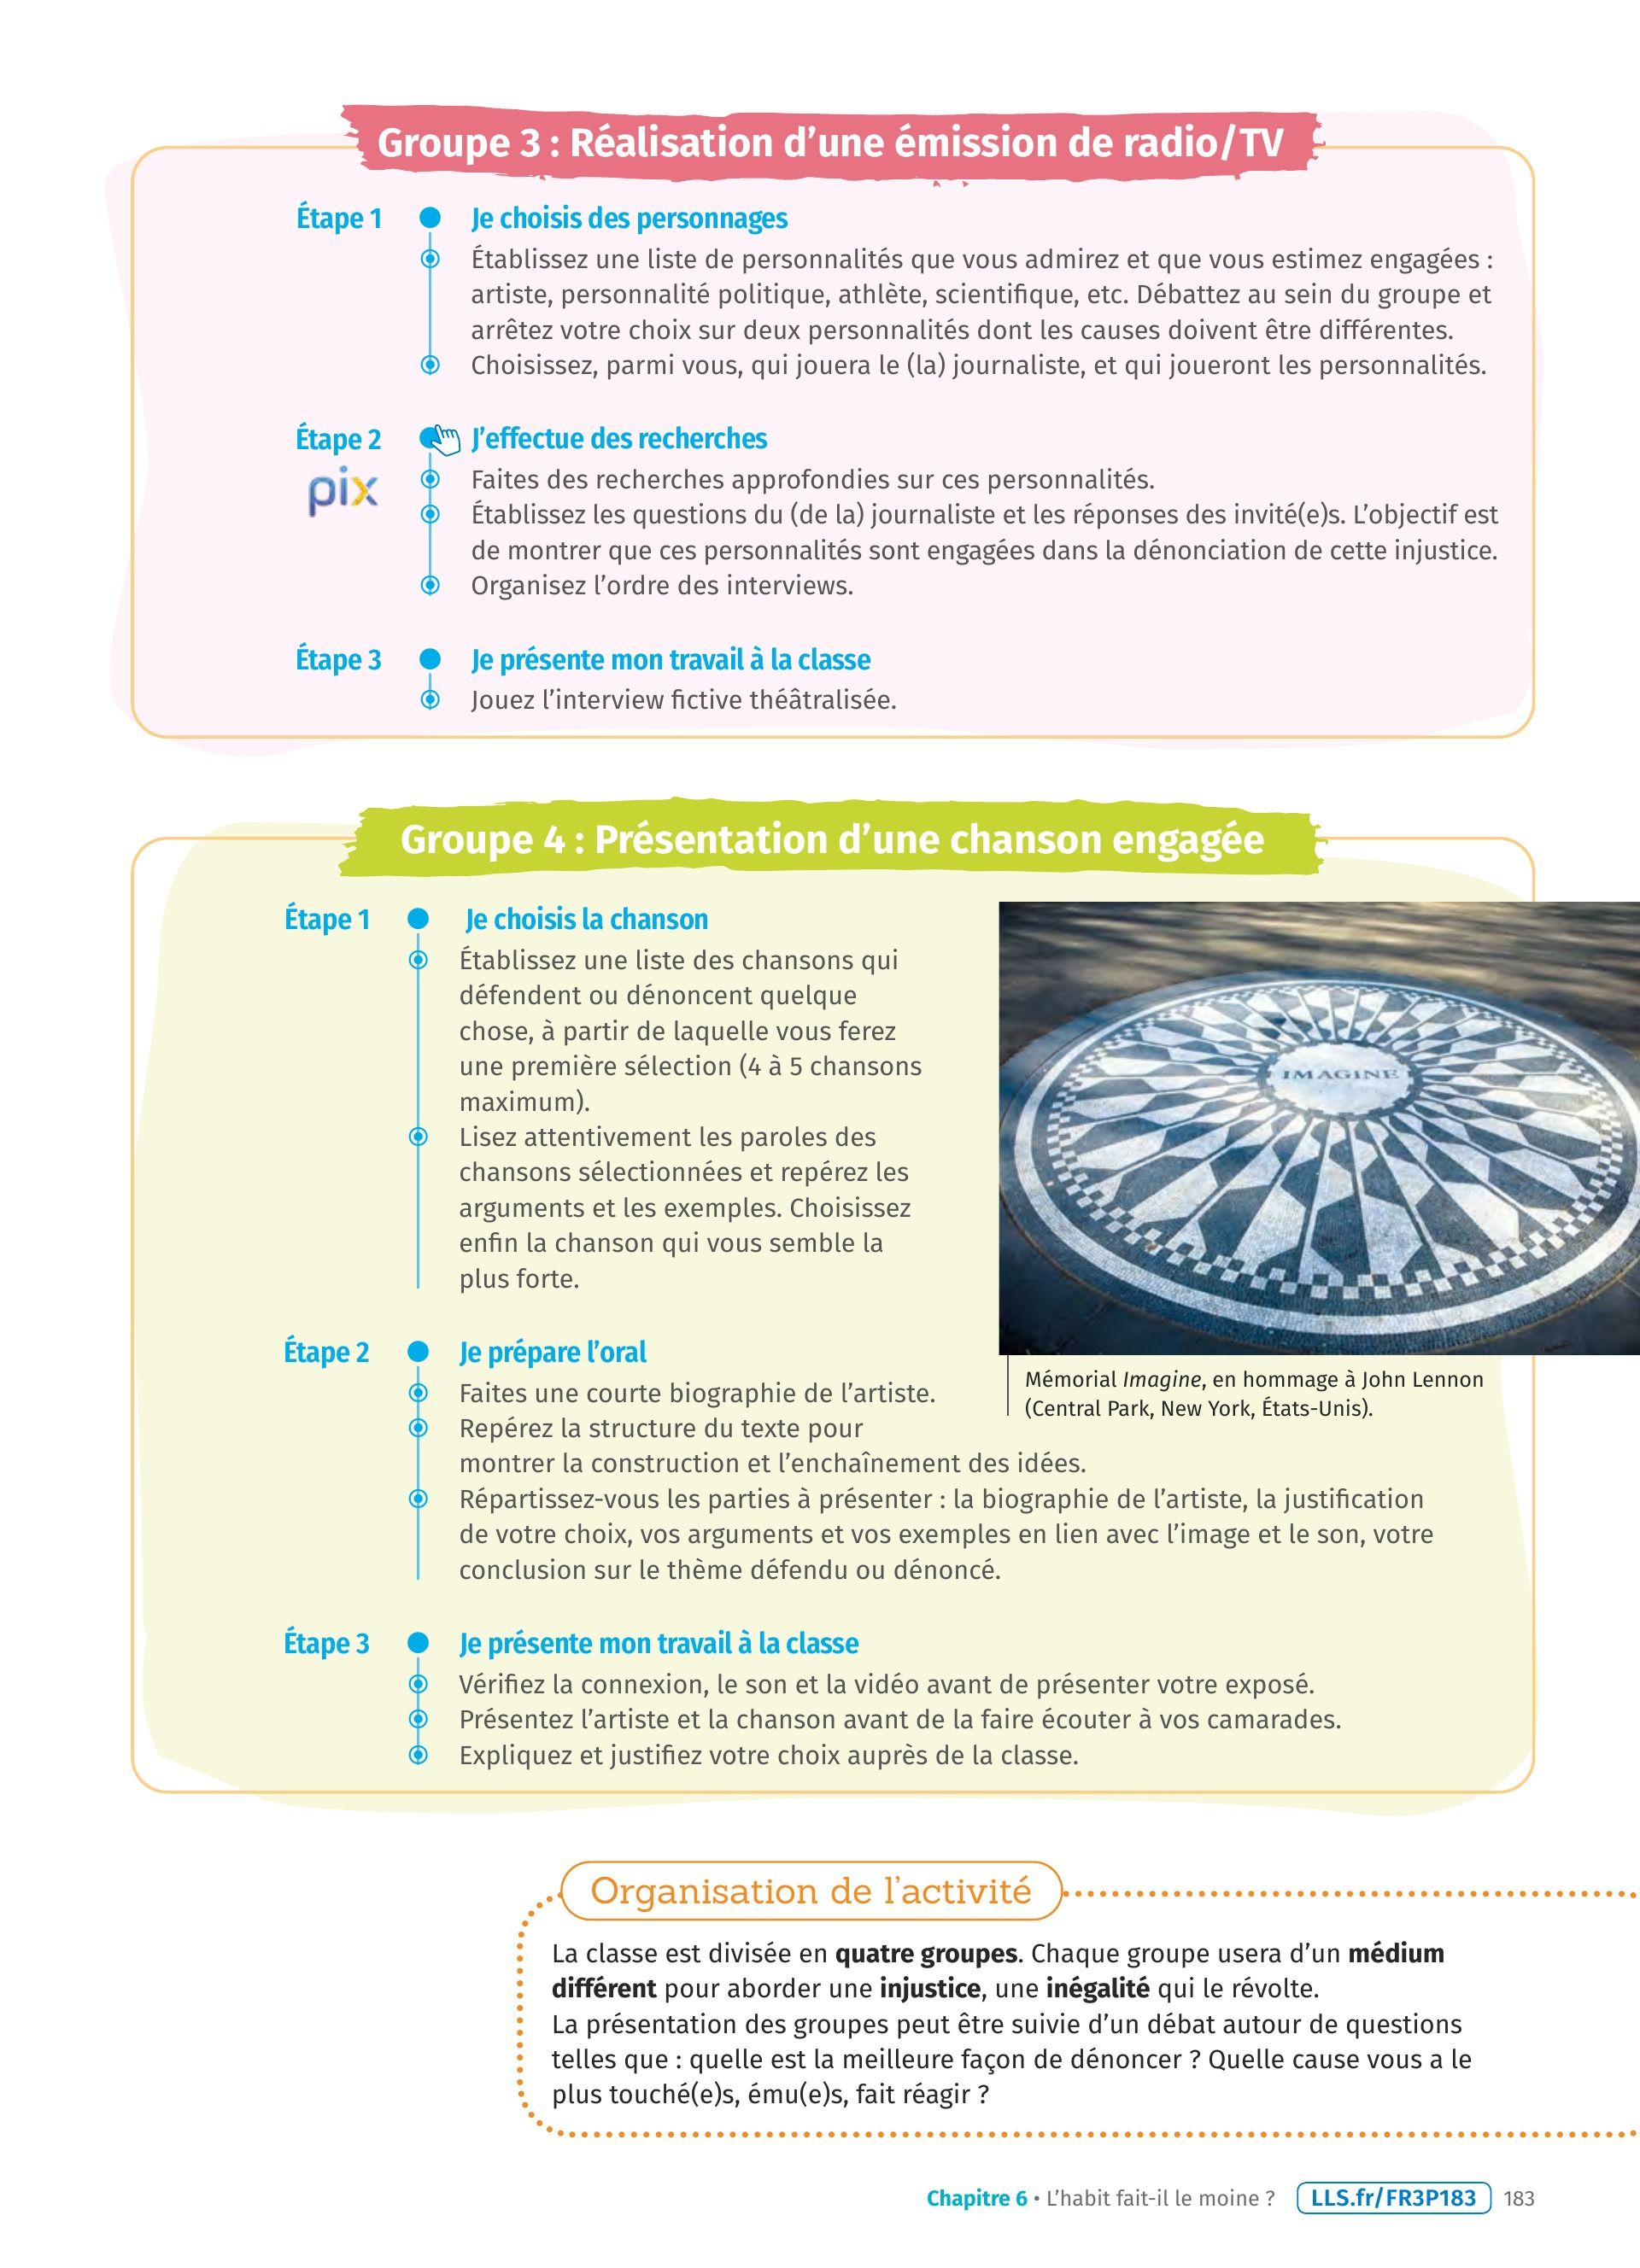 Groupe 3 : Réalisation d’une émission de radio/TV
Étape 1
Je choisis des personnages
Établissez une liste de personnalités que vous admirez et que vous estimez engagées :
artiste, personnalité politique, athlète, scientifique, etc. Débattez au sein du groupe et
arrêtez votre choix sur deux personnalités dont les causes doivent être différentes.
Choisissez, parmi vous, qui jouera le (la) journaliste, et qui joueront les personnalités.
Étape 2
pix
J’effectue des recherches
Faites des recherches approfondies sur ces personnalités.
Établissez les questions du (de la) journaliste et les réponses des invité(e)s. L’objectif est
de montrer que ces personnalités sont engagées dans la dénonciation de cette injustice.
Organisez l’ordre des interviews.
Étape 3
Je présente mon travail à la classe
Jouez l’interview fictive théâtralisée.
Groupe 4 : Présentation d’une chanson engagée
Étape 1
Je choisis la chanson
Établissez une liste des chansons qui
défendent ou dénoncent quelque
chose, à partir de laquelle vous ferez
une première sélection (4 à 5 chansons
maximum).
Lisez attentivement les paroles des
chansons sélectionnées et repérez les
arguments et les exemples. Choisissez
enfin la chanson qui vous semble la
plus forte.
IMAGINE
Mémorial Imagine, en hommage à John Lennon
(Central Park, New York, États-Unis).
Étape 2
Je prépare l’oral
Faites une courte biographie de l’artiste.
Repérez la structure du texte pour
montrer la construction et l’enchaînement des idées.
Répartissez-vous les parties à présenter : la biographie de l’artiste, la justification
de votre choix, vos arguments et vos exemples en lien avec l’image et le son, votre
conclusion sur le thème défendu ou dénoncé.
Étape 3
Je présente mon travail à la classe
Vérifiez la connexion, le son et la vidéo avant de présenter votre exposé.
Présentez l’artiste et la chanson avant de la faire écouter à vos camarades.
Expliquez et justifiez votre choix auprès de la classe.
Organisation de l’activité
La classe est divisée en quatre groupes. Chaque groupe usera d’un médium
différent pour aborder une injustice, une inégalité qui le révolte.
La présentation des groupes peut être suivie d’un débat autour de questions
telles que : quelle est la meilleure façon de dénoncer ? Quelle cause vous a le
plus touché(e)s, ému(e)s, fait réagir ?
Chapitre 6 • L’habit fait-il le moine ? LLS.fr/FR3P183 183